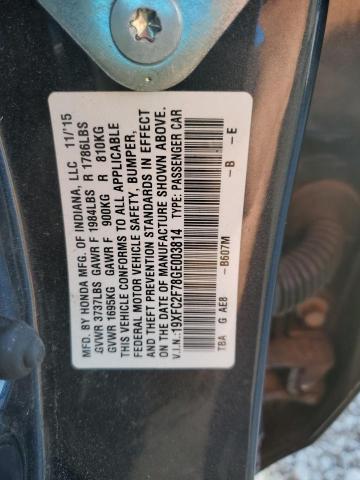 MFD. BY HONDA MFG. OF INDIANA, LLC 11/'15
GVWR 3737LBS GAWR F 1984LBS R 1786LBS
GVWR 1695KG GAWR F 900KG R 810KG
THIS VEHICLE CONFORMS TO ALL APPLICABLE
FEDERAL MOTOR VEHICLE SAFETY, BUMPER,
AND THEFT PREVENTION STANDARDS IN EFFECT
ON THE DATE OF MANUFACTURE SHOWN ABOVE.
V.I.N.:19XFC2F78GE003814 TYPE: PASSENGER CAR
TBA G AE8 -B607M -B -E